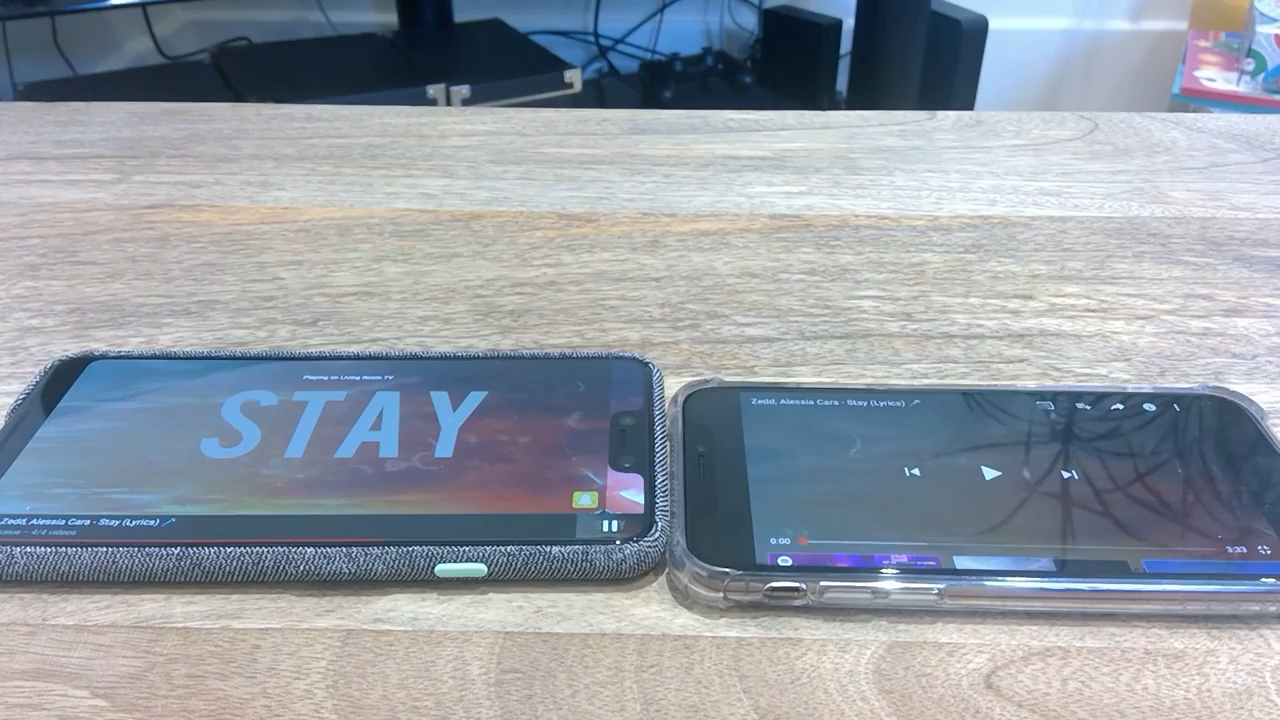 Playing on Living Room TV
STAY
Zedd, Alessia Cara - Stay (Lyrics)
4/4 videos
Zedd, Alessia Cara - Stay (Lyrics)
0:00
3:33